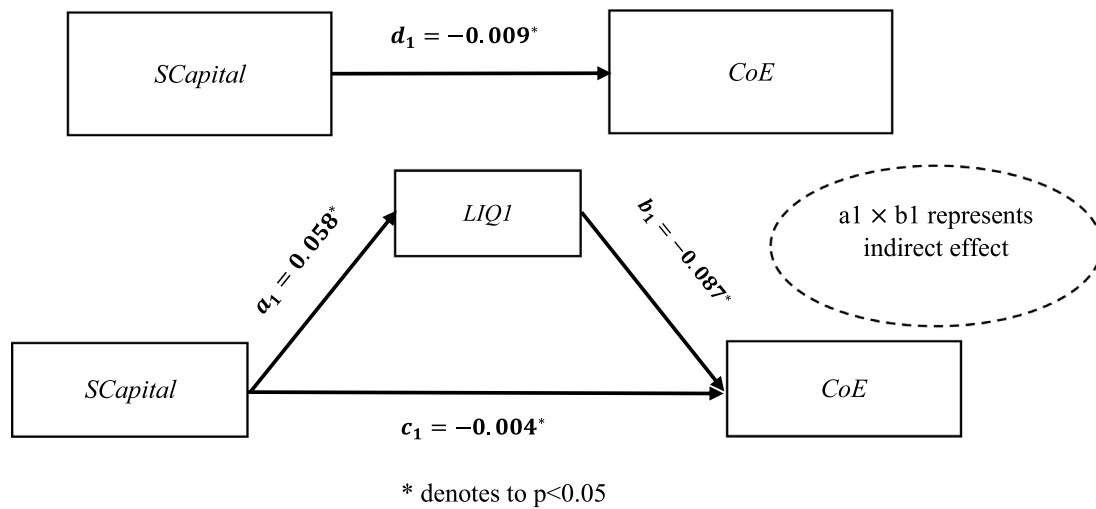 d₁ = −0.009*
SCapital
CoE
LIQ1
a₁ = 0.058*
b₁ = −0.087*
a1 × b1 represents
indirect effect
SCapital
CoE
c₁ = −0.004*
* denotes to p<0.05